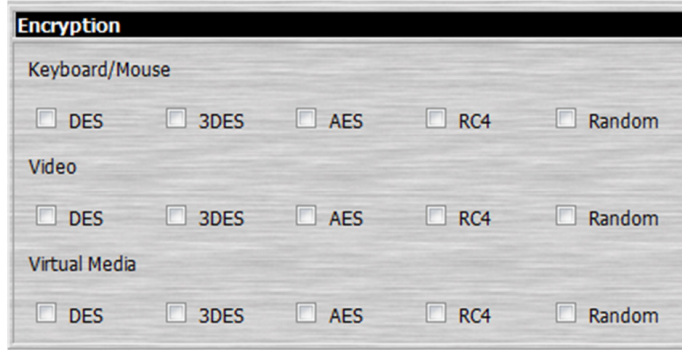 Encryption
Keyboard/Mouse
DES 3DES AES RC4 Random
Video
DES 3DES AES RC4 Random
Virtual Media
DES 3DES AES RC4 Random